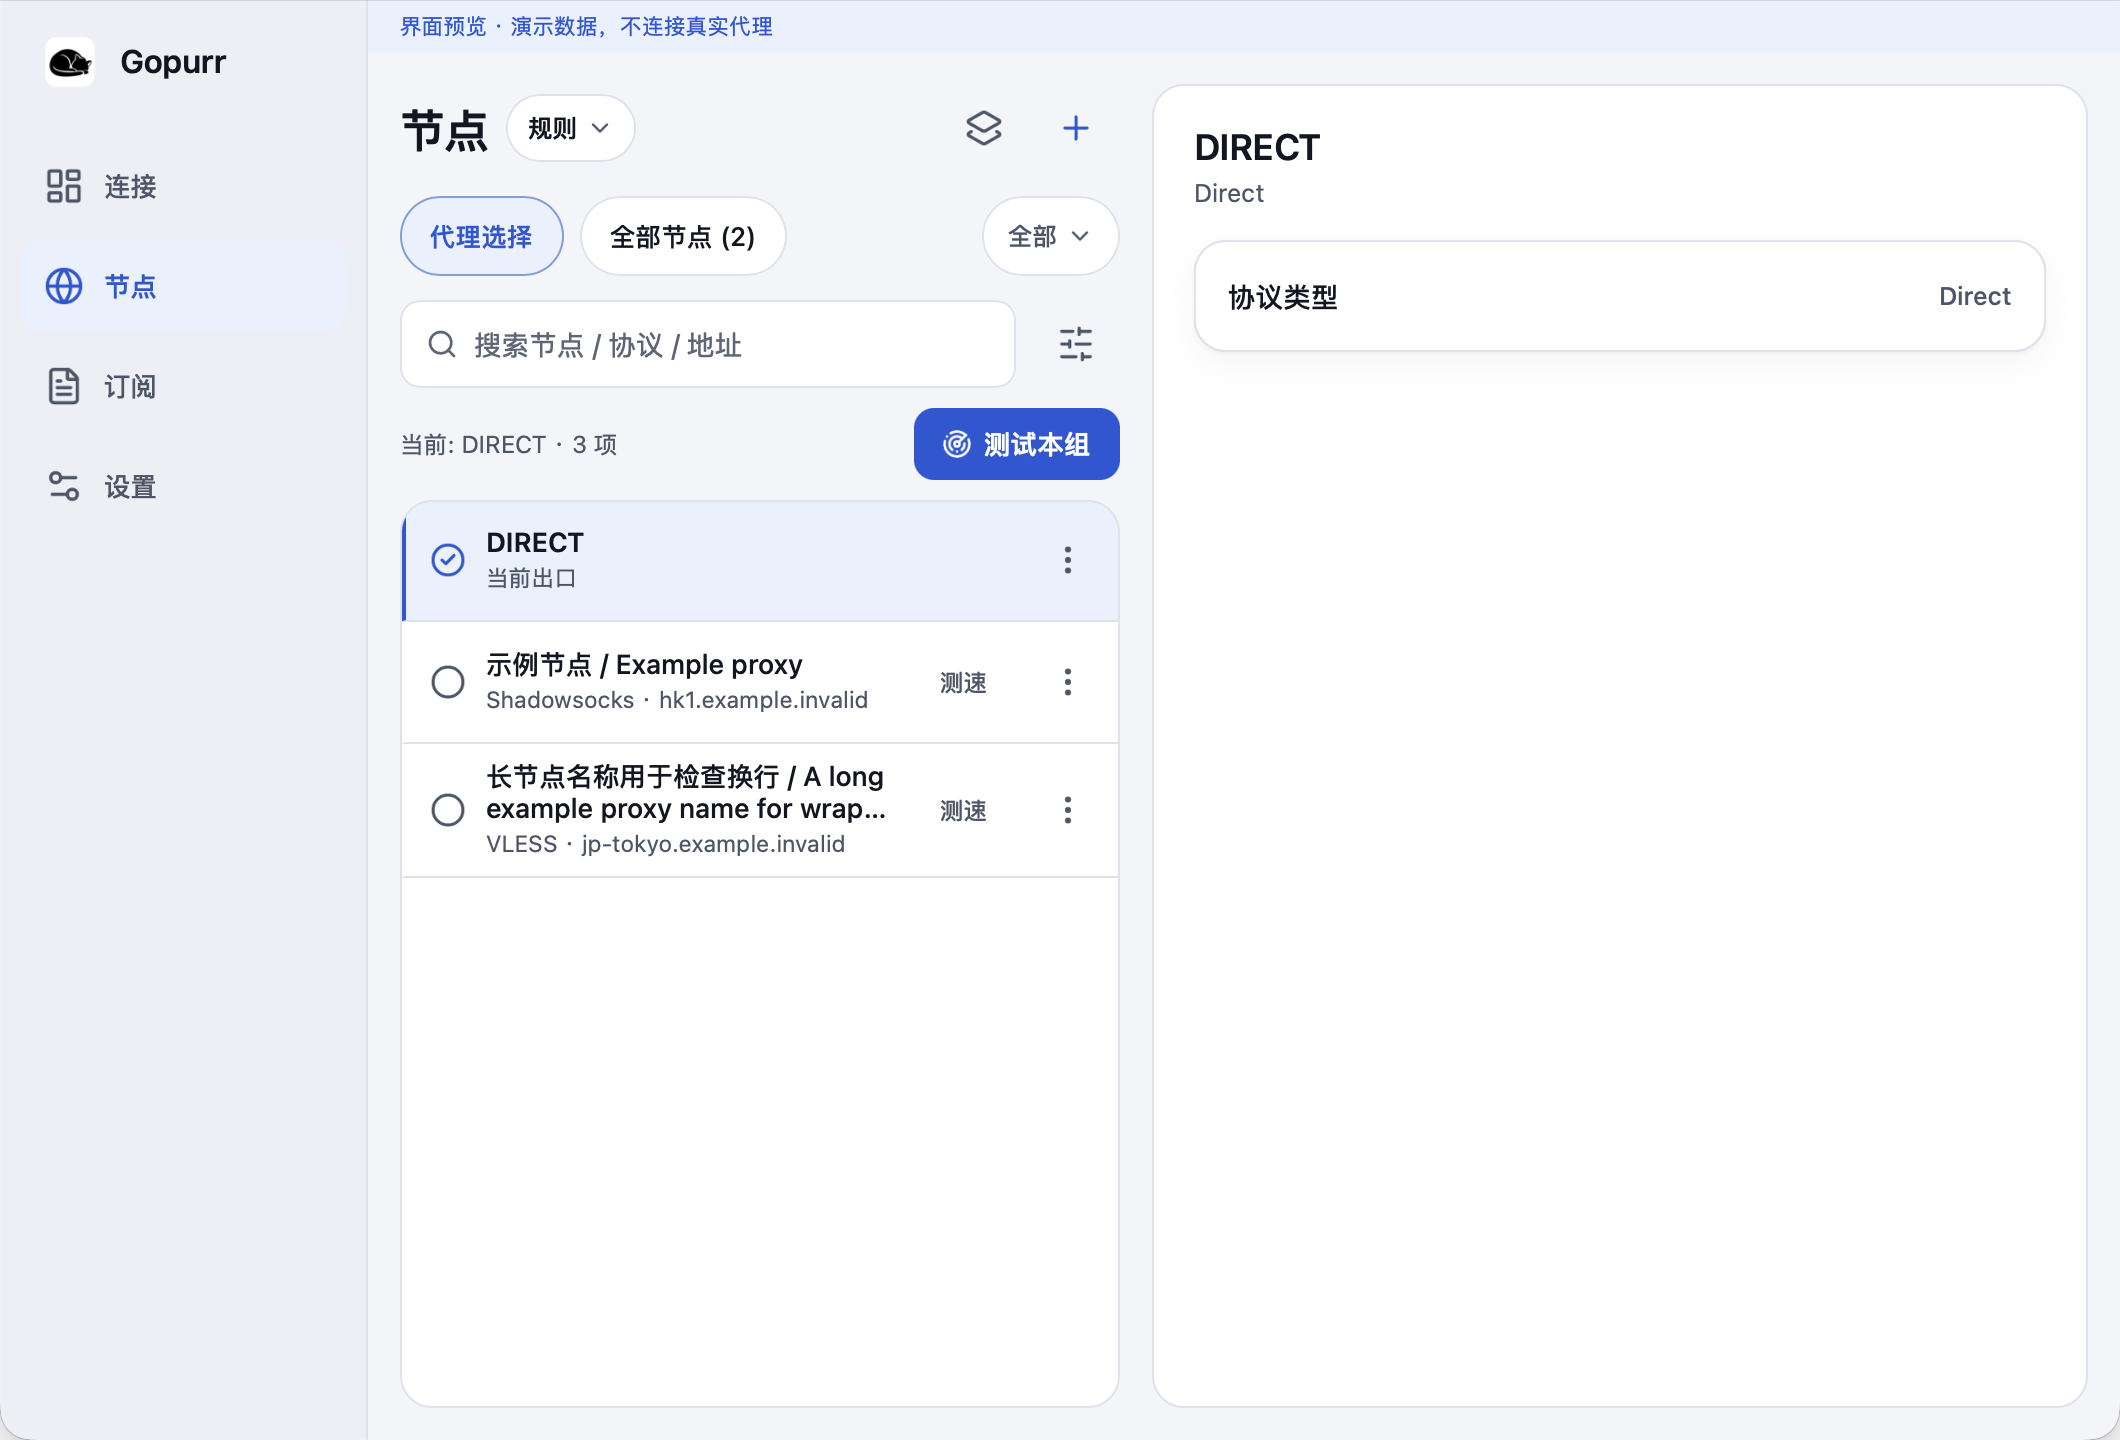 界面预览 · 演示数据，不连接真实代理
Gopurr
连接
节点
订阅
设置
节点
规则
代理选择
全部节点 (2)
全部
搜索节点 / 协议 / 地址
当前: DIRECT · 3 项
测试本组
DIRECT
当前出口
示例节点 / Example proxy
Shadowsocks · hk1.example.invalid
测速
长节点名称用于检查换行 / A long
example proxy name for wrap...
VLESS · jp-tokyo.example.invalid
测速
DIRECT
Direct
协议类型
Direct